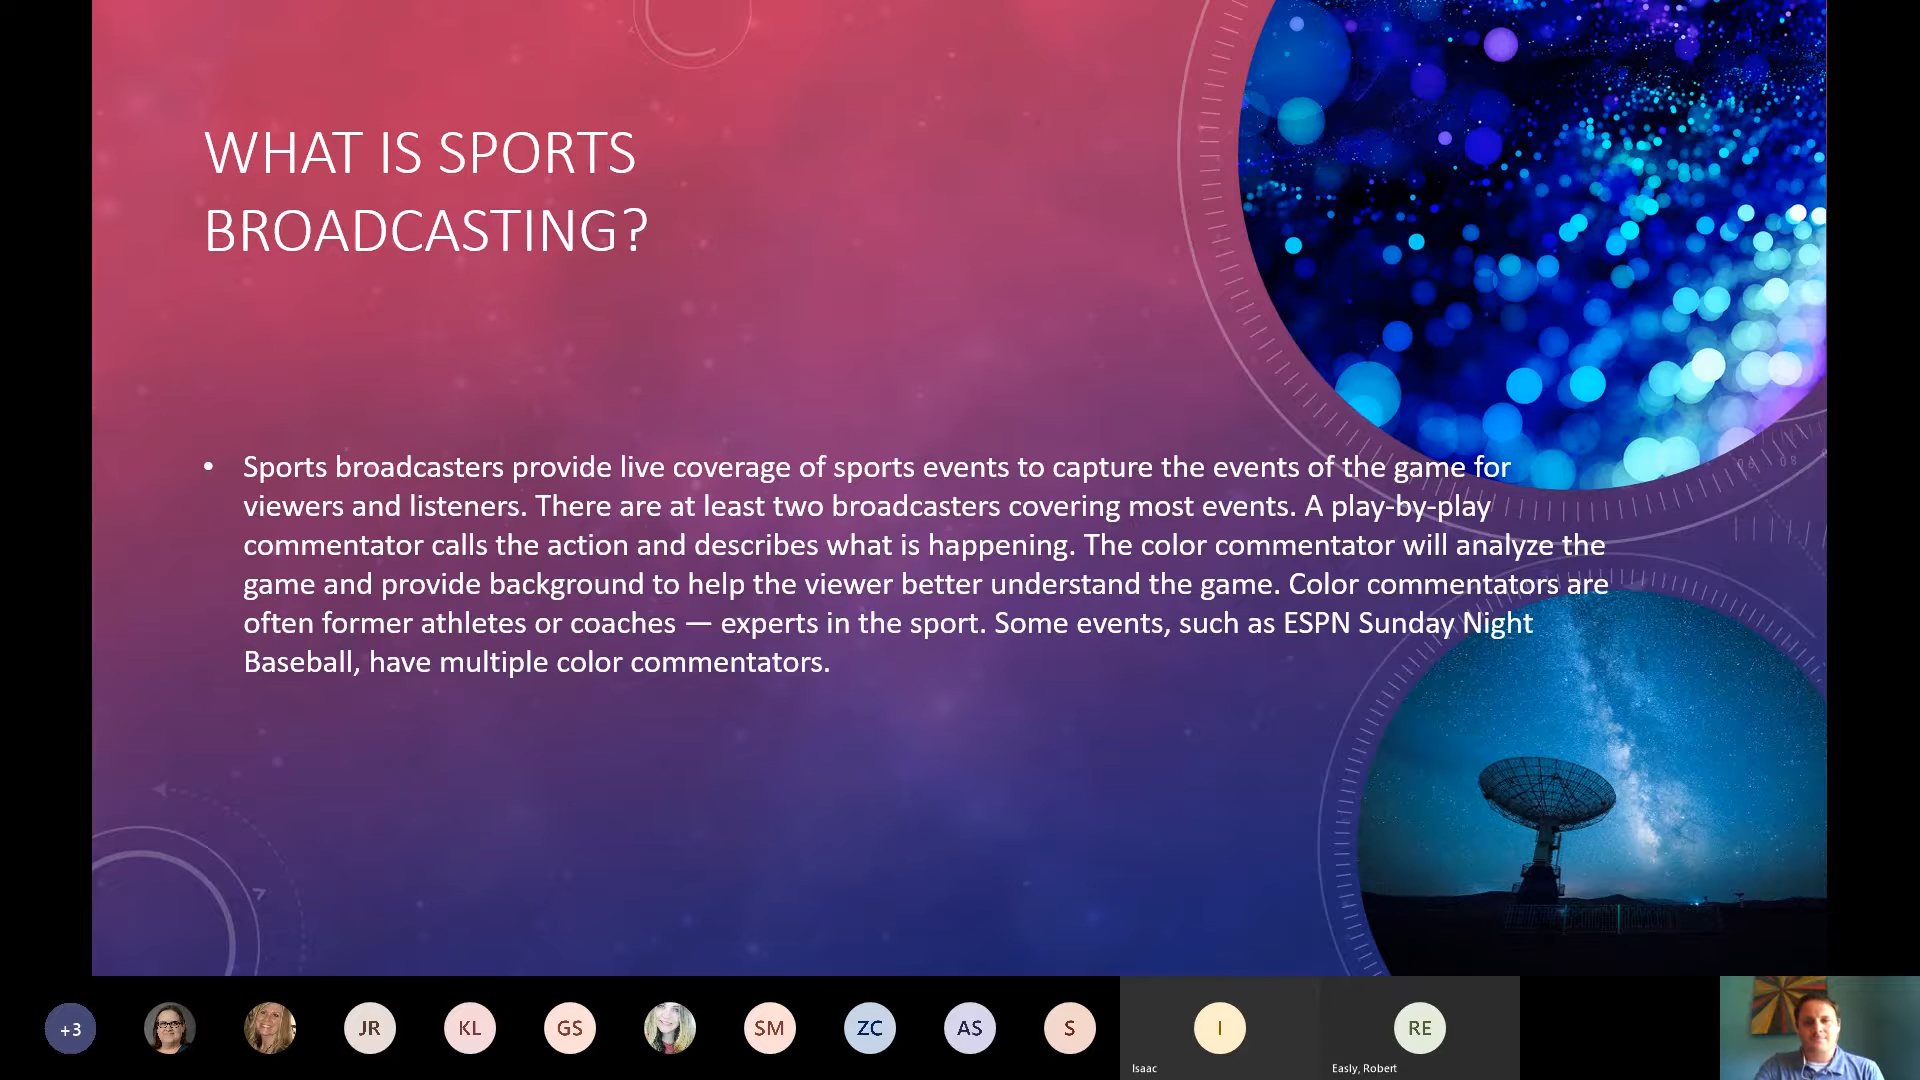 WHAT IS SPORTS
BROADCASTING?
• Sports broadcasters provide live coverage of sports events to capture the events of the game for
viewers and listeners. There are at least two broadcasters covering most events. A play-by-play
commentator calls the action and describes what is happening. The color commentator will analyze the
game and provide background to help the viewer better understand the game. Color commentators are
often former athletes or coaches — experts in the sport. Some events, such as ESPN Sunday Night
Baseball, have multiple color commentators.
+3
JR
KL
GS
SM
ZC
AS
S
I
RE
Isaac
Easly, Robert